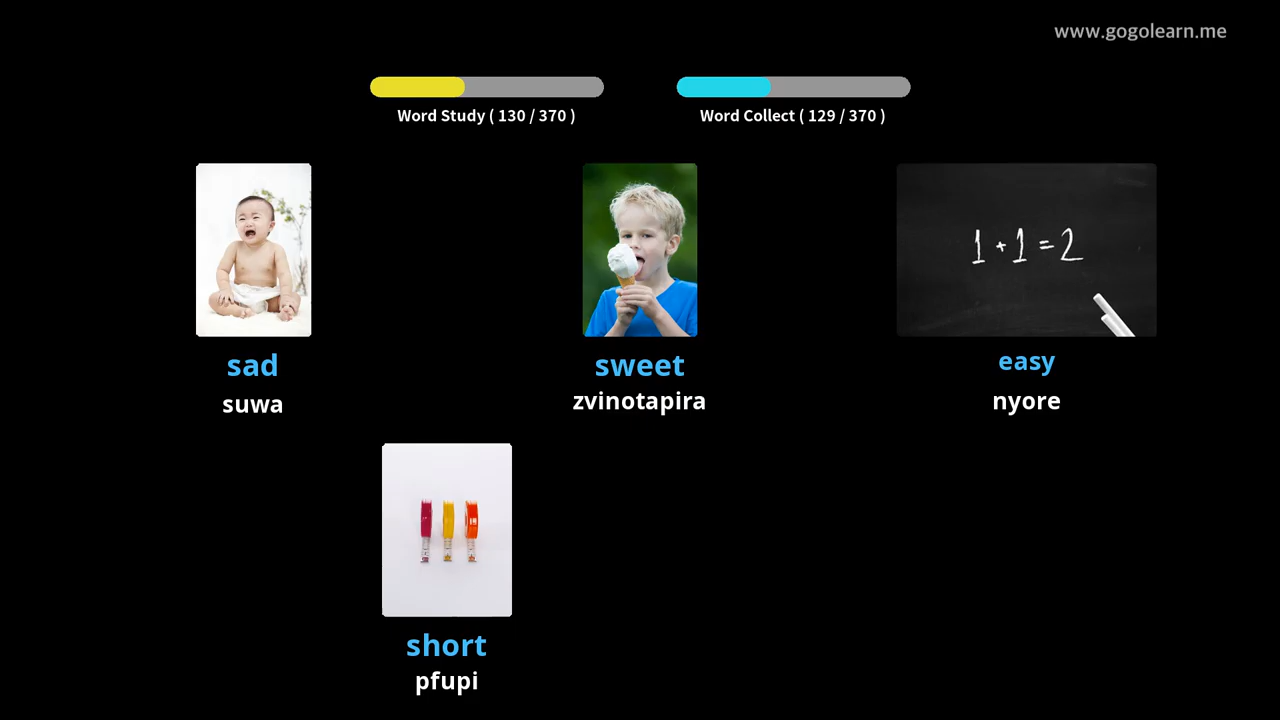 www.gogolearn.me
Word Study ( 130 / 370 )
Word Collect ( 129 / 370 )
1 + 1 = 2
sad
suwa
sweet
zvinotapira
easy
nyore
short
pfupi